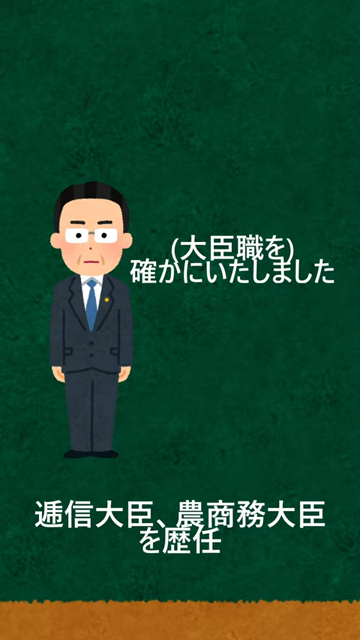 (大臣職を)
確かにいたしました
逓信大臣、農商務大臣
を歴任